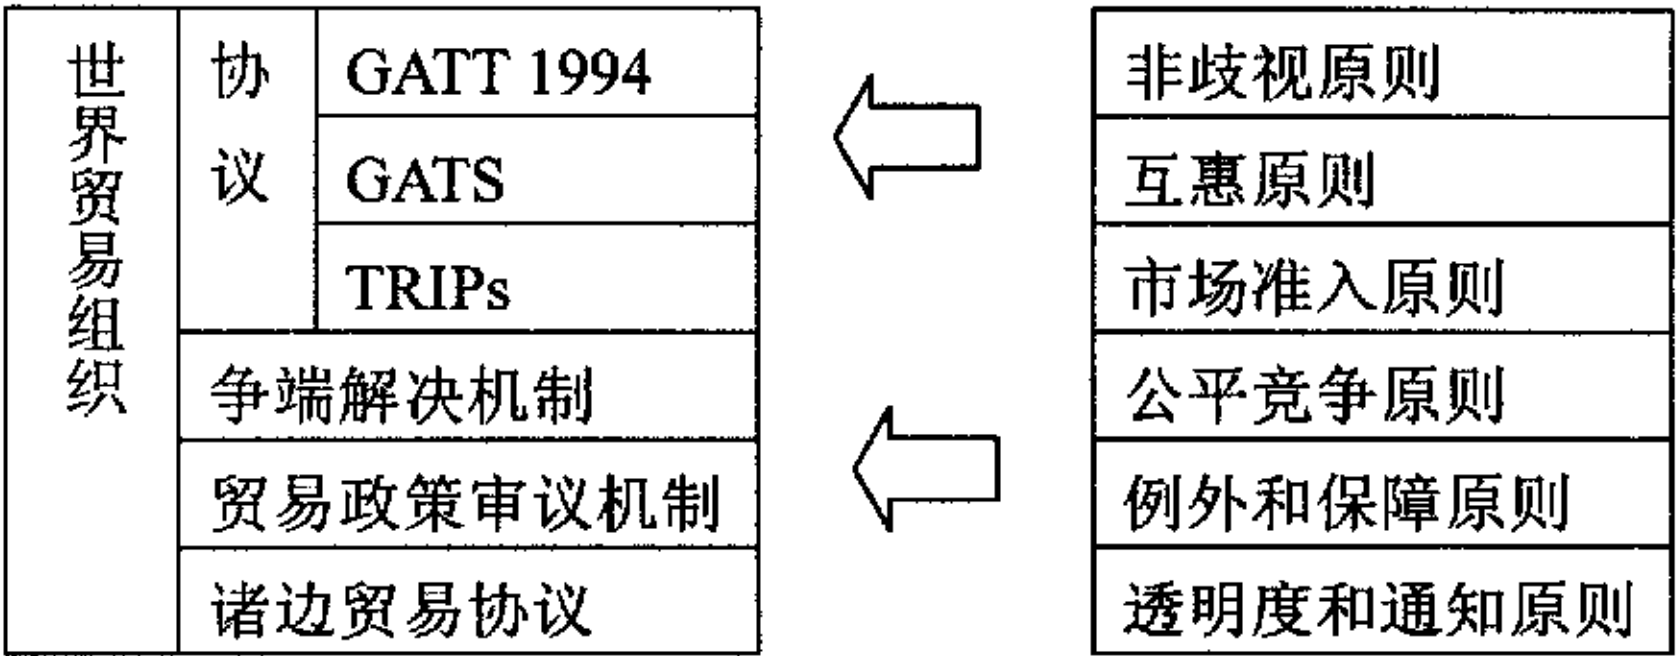 世界贸易组织
协议
GATT 1994
GATS
TRIPs
争端解决机制
贸易政策审议机制
诸边贸易协议
非歧视原则
互惠原则
市场准入原则
公平竞争原则
例外和保障原则
透明度和通知原则